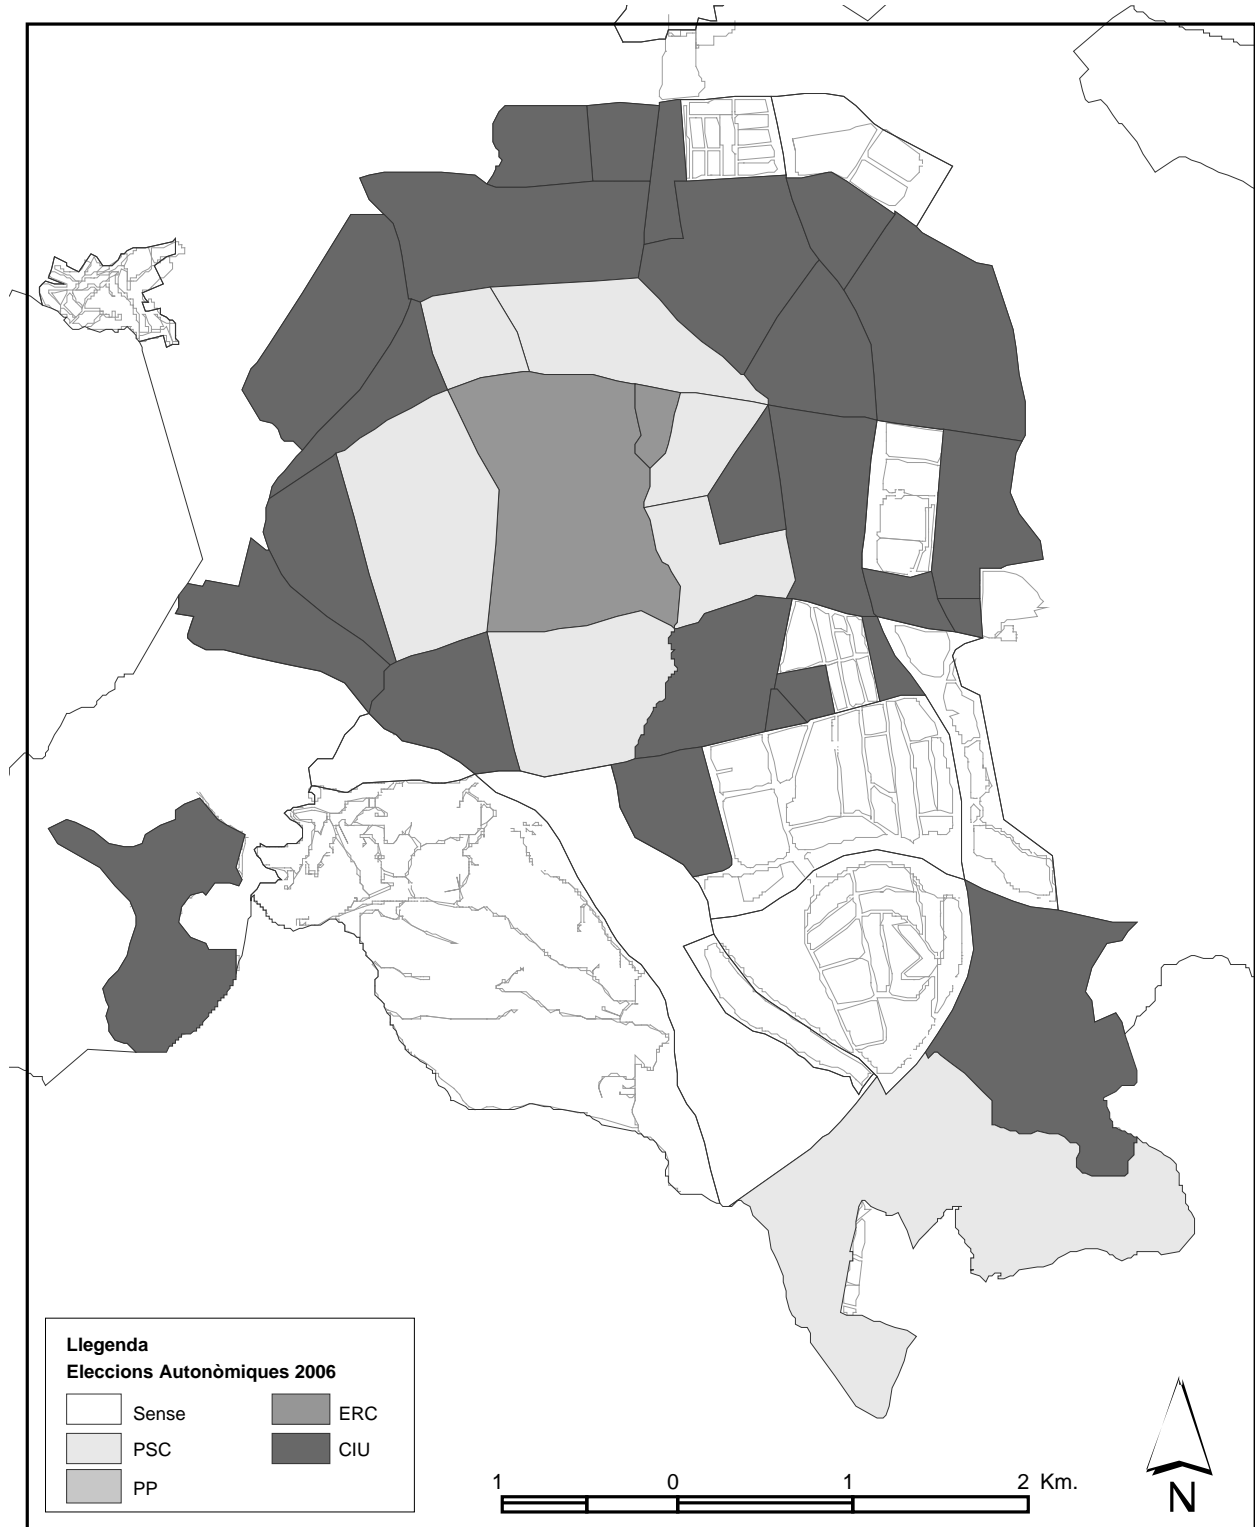 Llegenda
Eleccions Autonòmiques 2006
Sense
PSC
PP
ERC
CIU
1 0 1 2 Km.
N